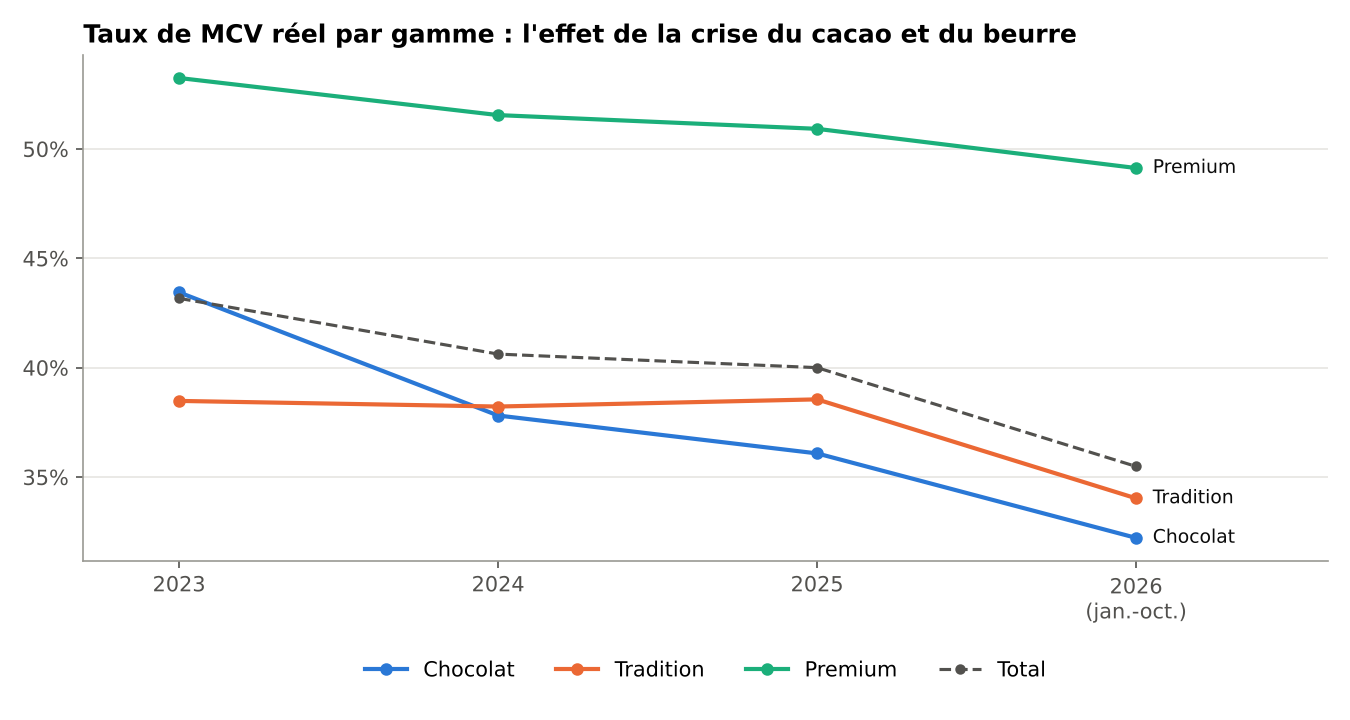 Taux de MCV réel par gamme : l'effet de la crise du cacao et du beurre
50%
45%
40%
35%
Premium
Tradition
Chocolat
2023
2024
2025
2026
(jan.-oct.)
Chocolat
Tradition
Premium
Total